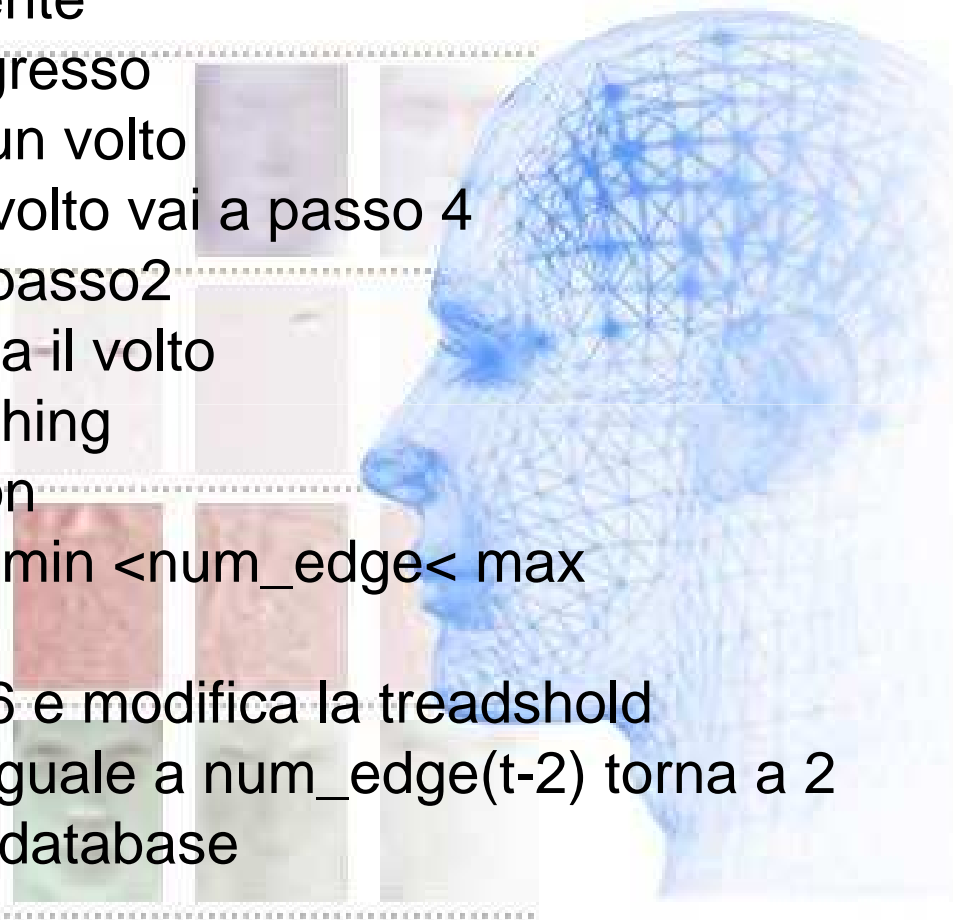 ente
gresso
un volto
volto vai a passo 4
passo2
a il volto
hing
on
min <num_edge< max
6 e modifica la treadshold
guale a num_edge(t-2) torna a 2
database